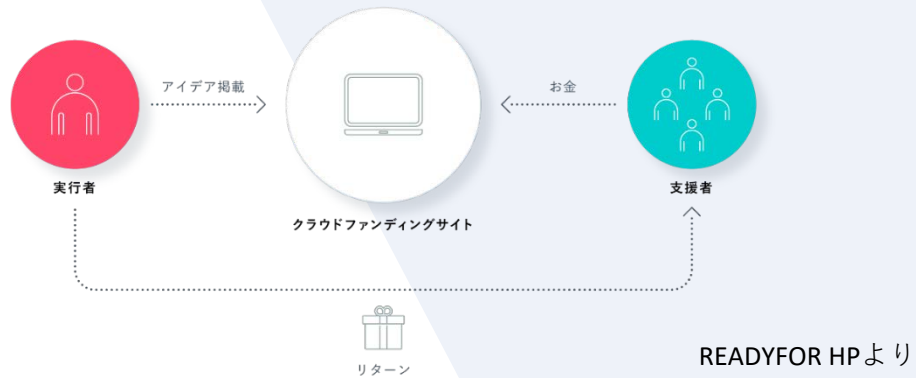 アイデア掲載
お金
実行者
支援者
クラウドファンディングサイト
リターン
READYFOR HPより